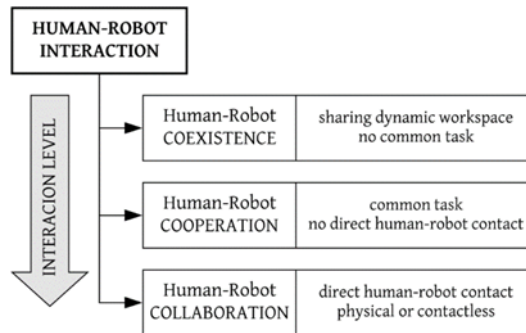 HUMAN-ROBOT
INTERACTION
INTERACION LEVEL
Human-Robot
COEXISTENCE
sharing dynamic workspace
no common task
Human-Robot
COOPERATION
common task
no direct human-robot contact
Human-Robot
COLLABORATION
direct human-robot contact
physical or contactless